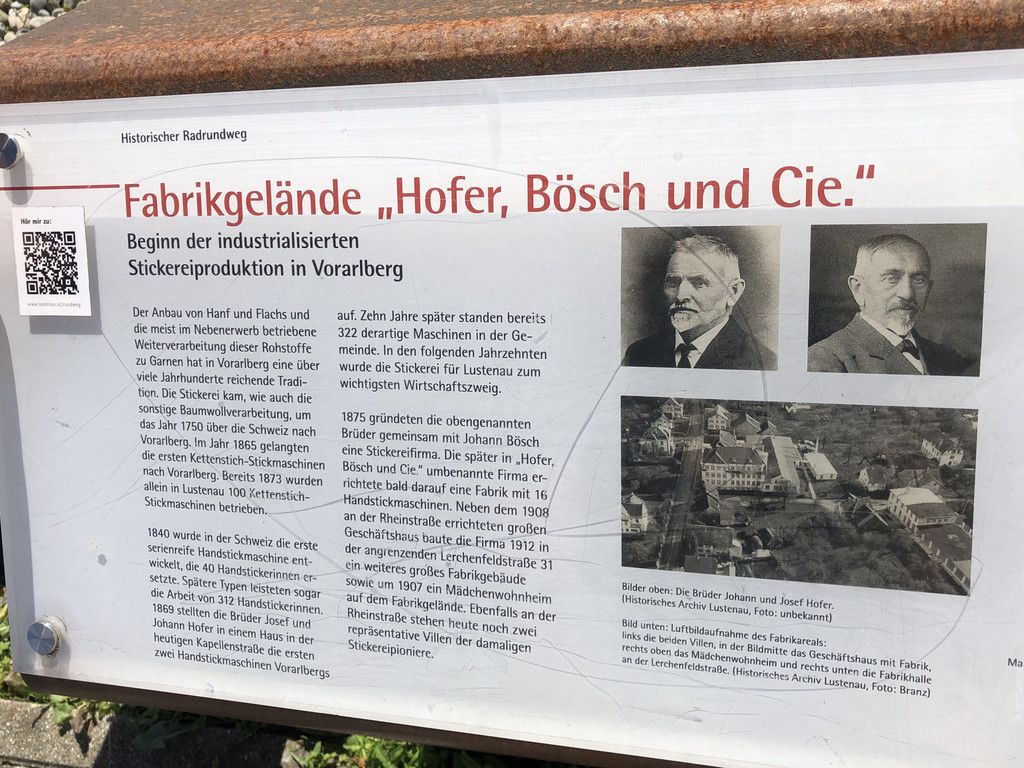 Historischer Radrundweg
Fabrikgelände „Hofer, Bösch und Cie.“
Beginn der industrialisierten
Stickereiproduktion in Vorarlberg
Hör mir zu:
www.lustenau.at/rundweg
Der Anbau von Hanf und Flachs und
die meist im Nebenerwerb betriebene
Weiterverarbeitung dieser Rohstoffe
zu Garnen hat in Vorarlberg eine über
viele Jahrhunderte reichende Tradi-
tion. Die Stickerei kam, wie auch die
sonstige Baumwollverarbeitung, um
das Jahr 1750 über die Schweiz nach
Vorarlberg. Im Jahr 1865 gelangten
die ersten Kettenstich-Stickmaschinen
nach Vorarlberg. Bereits 1873 wurden
allein in Lustenau 100 Kettenstich-
Stickmaschinen betrieben.
1840 wurde in der Schweiz die erste
serienreife Handstickmaschine ent-
wickelt, die 40 Handstickerinnen er-
setzte. Spätere Typen leisteten sogar
die Arbeit von 312 Handstickerinnen.
1869 stellten die Brüder Josef und
Johann Hofer in einem Haus in der
heutigen Kapellenstraße die ersten
zwei Handstickmaschinen Vorarlbergs
auf. Zehn Jahre später standen bereits
322 derartige Maschinen in der Ge-
meinde. In den folgenden Jahrzehnten
wurde die Stickerei für Lustenau zum
wichtigsten Wirtschaftszweig.
1875 gründeten die obengenannten
Brüder gemeinsam mit Johann Bösch
eine Stickereifirma. Die später in „Hofer,
Bösch und Cie.“ umbenannte Firma er-
richtete bald darauf eine Fabrik mit 16
Handstickmaschinen. Neben dem 1908
an der Rheinstraße errichteten großen
Geschäftshaus baute die Firma 1912 in
der angrenzenden Lerchenfeldstraße 31
ein weiteres großes Fabrikgebäude
sowie um 1907 ein Mädchenwohnheim
auf dem Fabrikgelände. Ebenfalls an der
Rheinstraße stehen heute noch zwei
repräsentative Villen der damaligen
Stickereipioniere.
Bilder oben: Die Brüder Johann und Josef Hofer.
(Historisches Archiv Lustenau, Foto: unbekannt)
Bild unten: Luftbildaufnahme des Fabrikareals:
links die beiden Villen, in der Bildmitte das Geschäftshaus mit Fabrik,
rechts oben das Mädchenwohnheim und rechts unten die Fabrikhalle
an der Lerchenfeldstraße. (Historisches Archiv Lustenau, Foto: Branz)
Ma